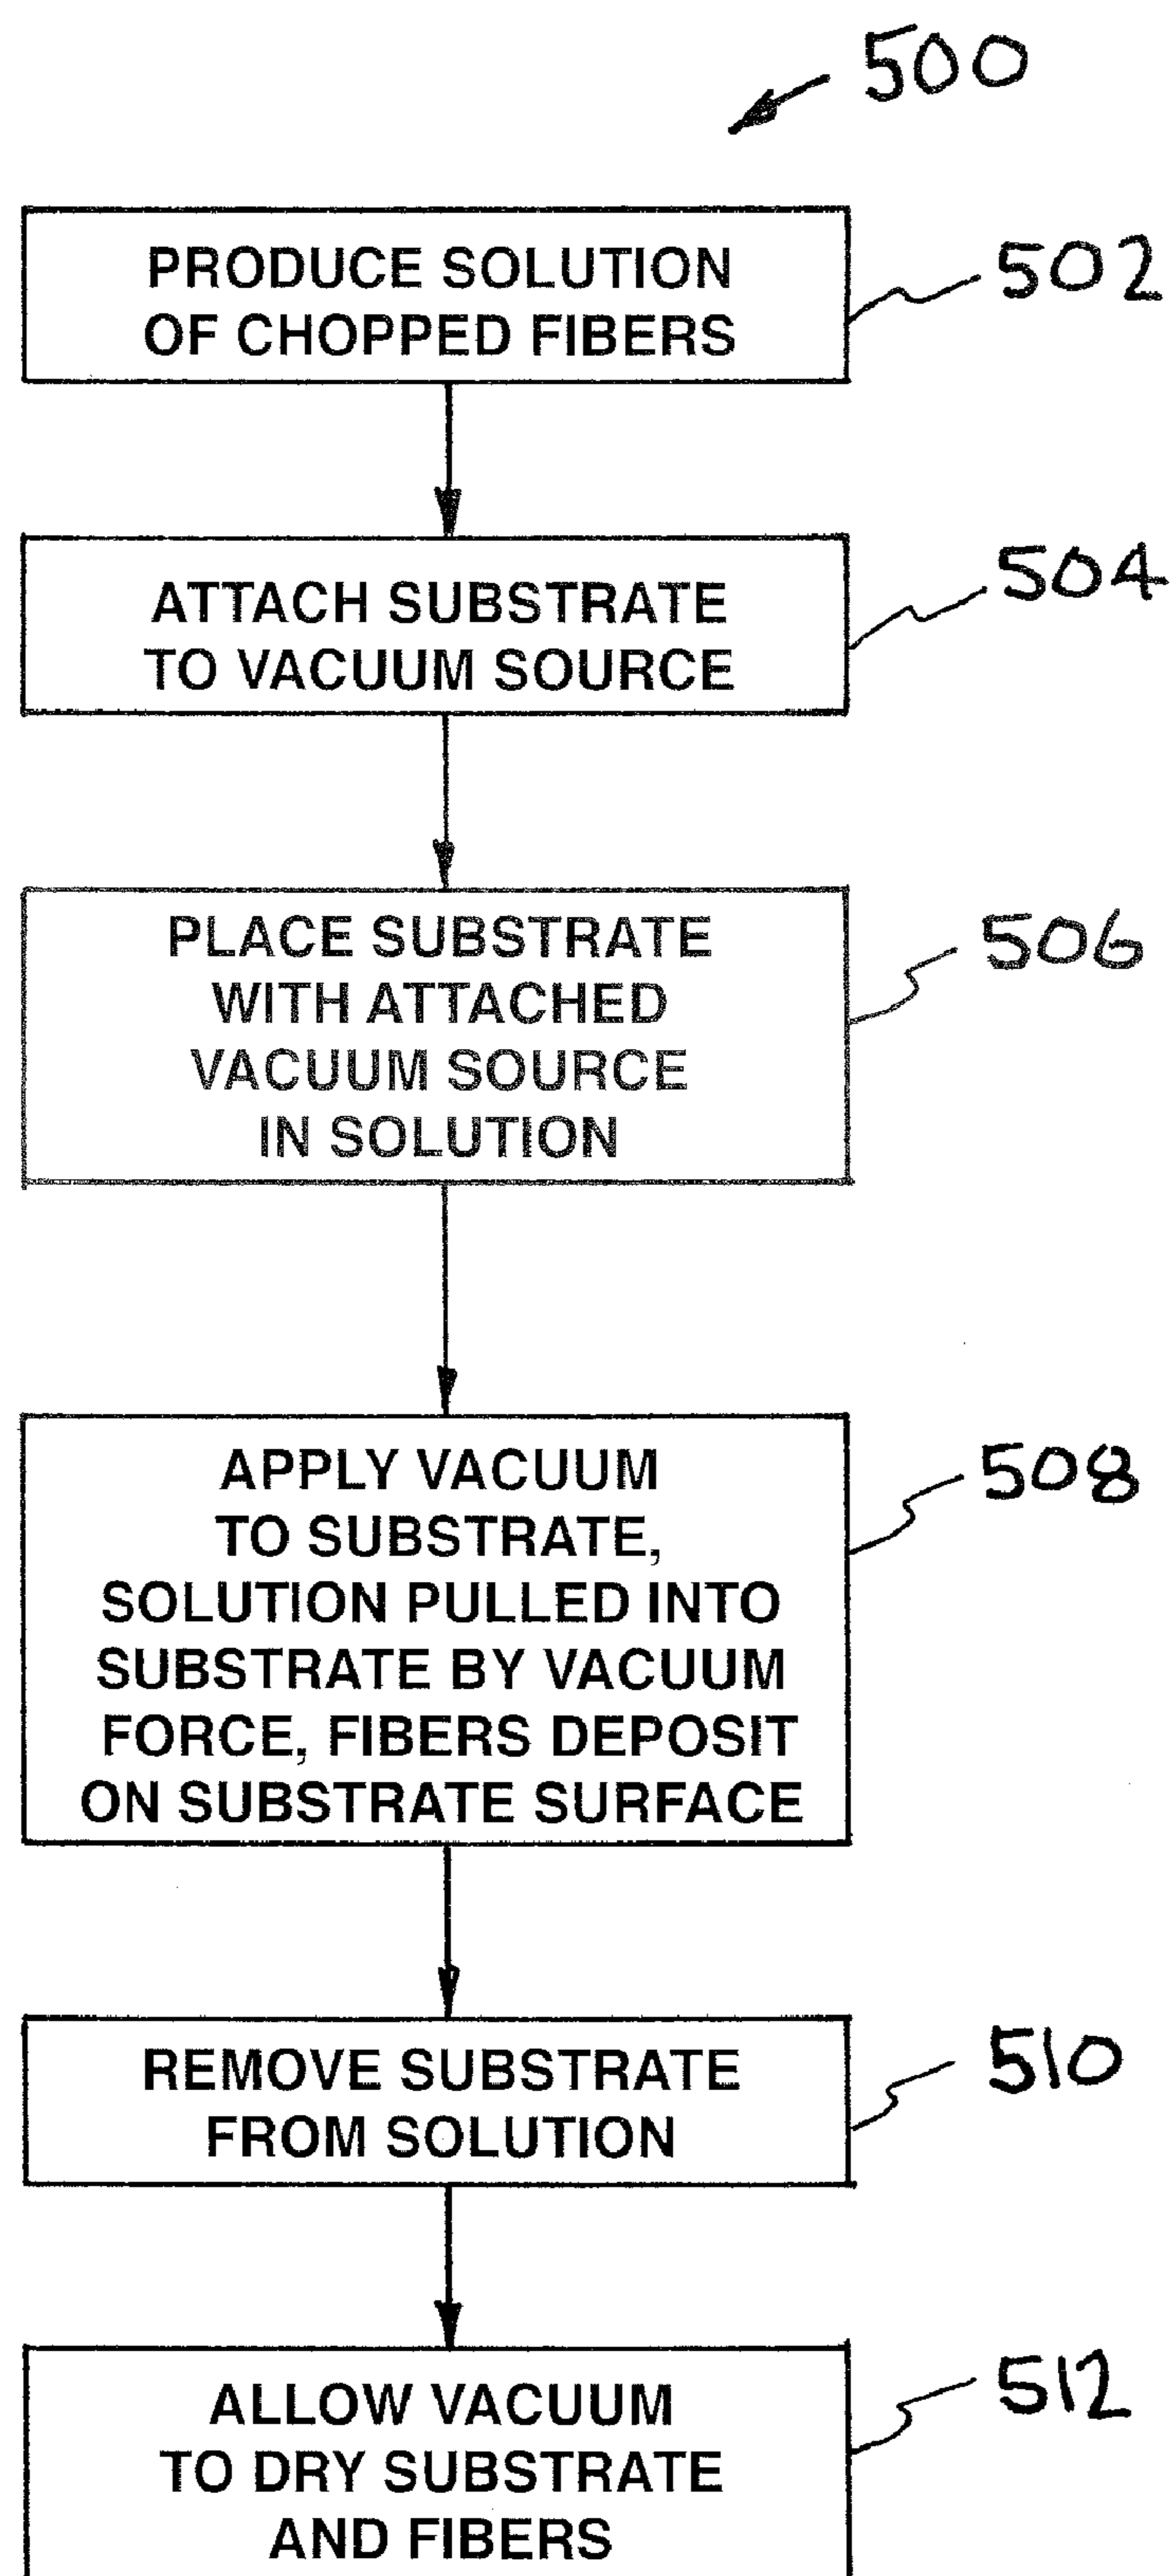 500
PRODUCE SOLUTION
OF CHOPPED FIBERS
502
ATTACH SUBSTRATE
TO VACUUM SOURCE
504
PLACE SUBSTRATE
WITH ATTACHED
VACUUM SOURCE
IN SOLUTION
506
APPLY VACUUM
TO SUBSTRATE,
SOLUTION PULLED INTO
SUBSTRATE BY VACUUM
FORCE, FIBERS DEPOSIT
ON SUBSTRATE SURFACE
508
REMOVE SUBSTRATE
FROM SOLUTION
510
ALLOW VACUUM
TO DRY SUBSTRATE
AND FIBERS
512